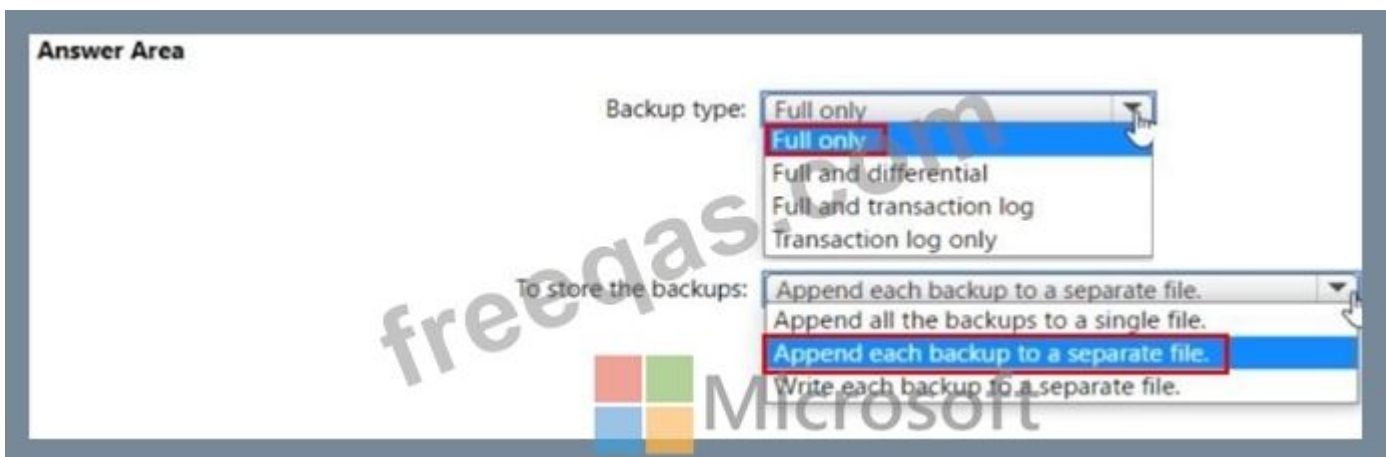 Answer Area
Backup type: Full only
Full only
Full and differential
Full and transaction log
Transaction log only
To store the backups: Append each backup to a separate file.
Append all the backups to a single file.
Append each backup to a separate file.
Write each backup to a separate file.
freeqas.com
Microsoft